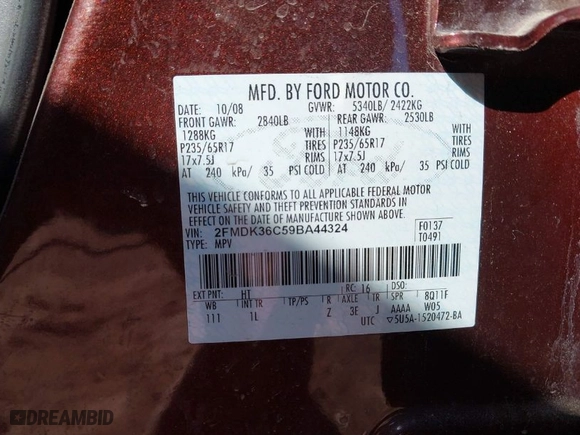 MFD. BY FORD MOTOR CO.
DATE: 10/08 GVWR: 5340LB/ 2422KG
FRONT GAWR: 2840LB REAR GAWR: 2530LB
1288KG WITH 1148KG WITH
P235/65R17 TIRES P235/65R17 TIRES
17x7.5J RIMS 17x7.5J RIMS
AT 240 kPa/ 35 PSI COLD AT 240 kPa/ 35 PSI COLD
THIS VEHICLE CONFORMS TO ALL APPLICABLE FEDERAL MOTOR
VEHICLE SAFETY AND THEFT PREVENTION STANDARDS IN
EFFECT ON THE DATE OF MANUFACTURE SHOWN ABOVE.
VIN: 2FMDK36C59BA44324 F0137
TYPE: MPV T0491
EXT PNT: HT RC: 16 DSO:
WB INT TR TP/PS R AXLE TR SPR 8Q11F
111 1L Z 3E J AAAA W05
UTC ▽5U5A-1520472-BA
DREAMBID